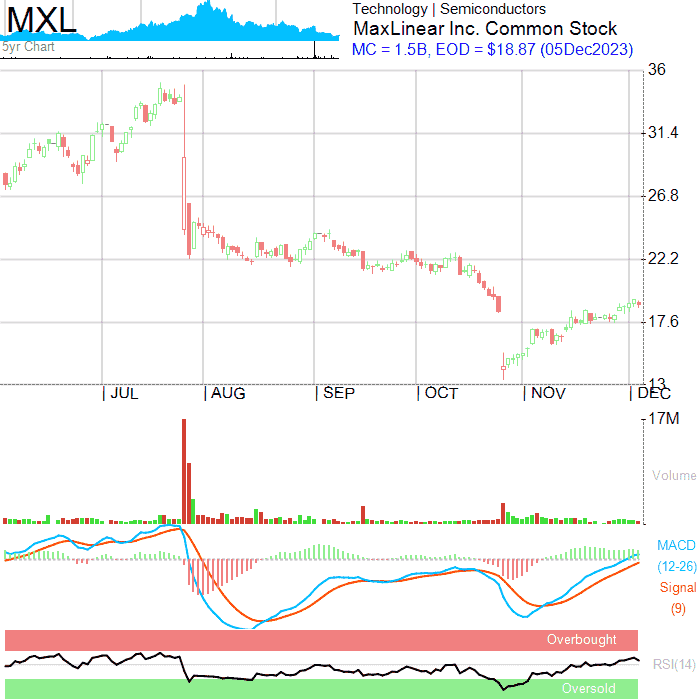 MXL
5yr Chart
Technology | Semiconductors
MaxLinear Inc. Common Stock
MC = 1.5B, EOD = $18.87 (05Dec2023)
36
31.4
26.8
22.2
17.6
13
| JUL | AUG | SEP | OCT | NOV | DEC
17M
Volume
MACD
(12-26)
Signal
(9)
Overbought
RSI(14)
Oversold